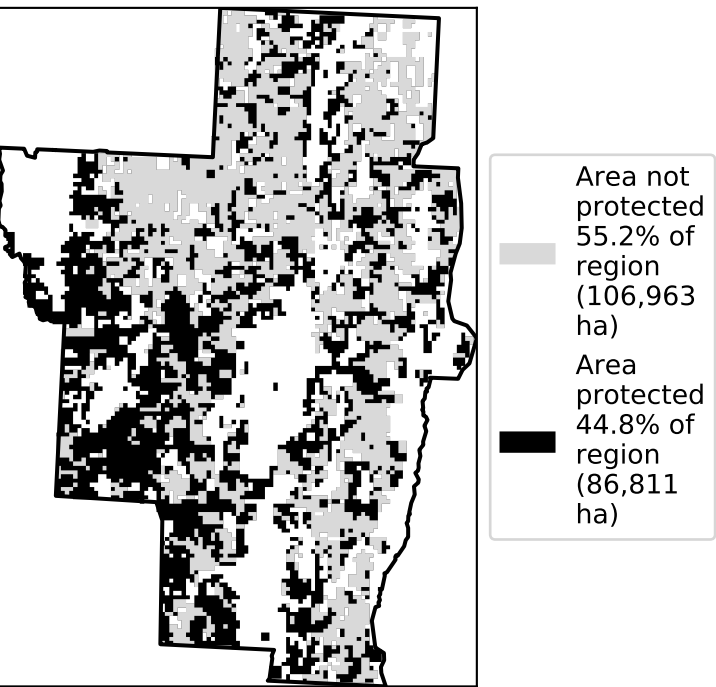 Area not
protected
55.2% of
region
(106,963
ha)
Area
protected
44.8% of
region
(86,811
ha)